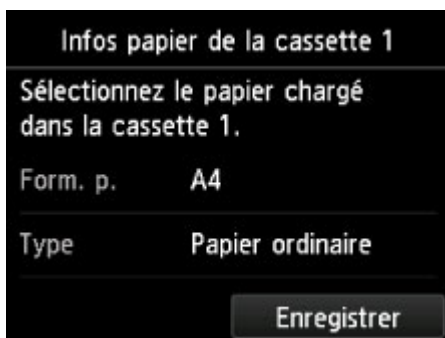 Infos papier de la cassette 1
Sélectionnez le papier chargé
dans la cassette 1.
Form. p. A4
Type Papier ordinaire
Enregistrer